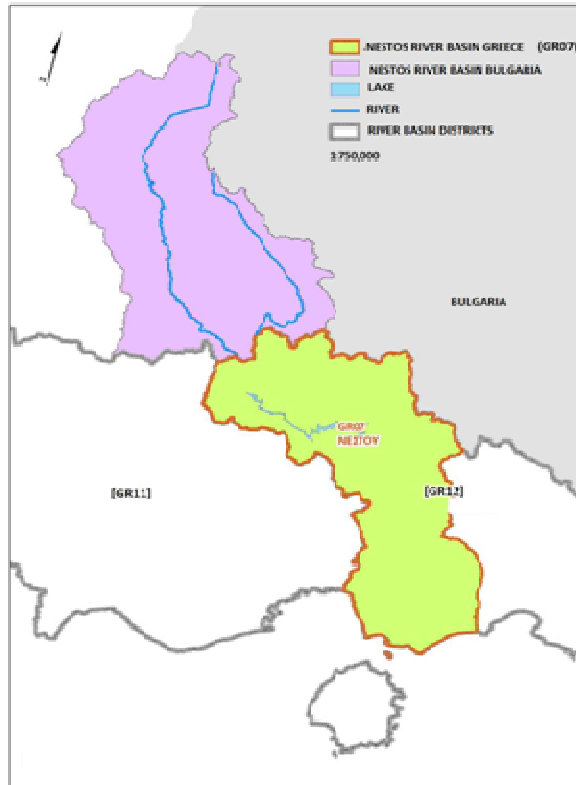 NESTOS RIVER BASIN GREECE (GR07)
NESTOS RIVER BASIN BULGARIA
LAKE
RIVER
RIVER BASIN DISTRICTS
1:750,000
BULGARIA
GR07
ΝΕΣΤΟΥ
[GR11]
[GR12]